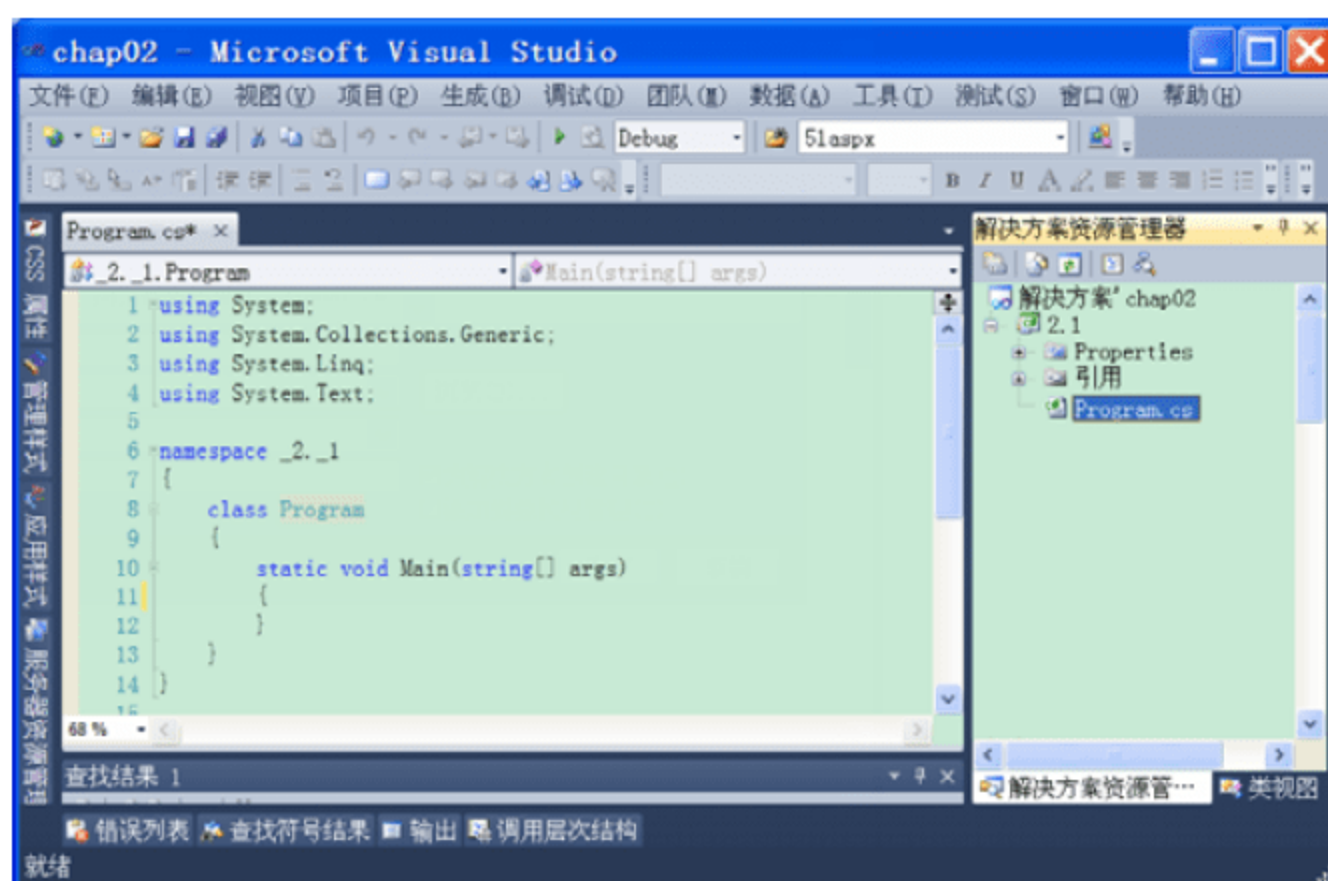 chap02 - Microsoft Visual Studio
文件(F) 编辑(E) 视图(V) 项目(P) 生成(B) 调试(D) 团队(M) 数据(A) 工具(T) 测试(S) 窗口(W) 帮助(H)
Debug 51aspx
B I U A
CSS 属性
管理样式
应用样式
服务器资源管理
Program.cs* ×
_2._1.Program Main(string[] args)
1 using System;
2 using System.Collections.Generic;
3 using System.Linq;
4 using System.Text;
5
6 namespace _2._1
7 {
8 class Program
9 {
10 static void Main(string[] args)
11 {
12 }
13 }
14 }
15
68 %
查找结果 1
解决方案资源管理器
解决方案'chap02
2.1
Properties
引用
Program.cs
解决方案资源管… 类视图
错误列表 查找符号结果 输出 调用层次结构
就绪